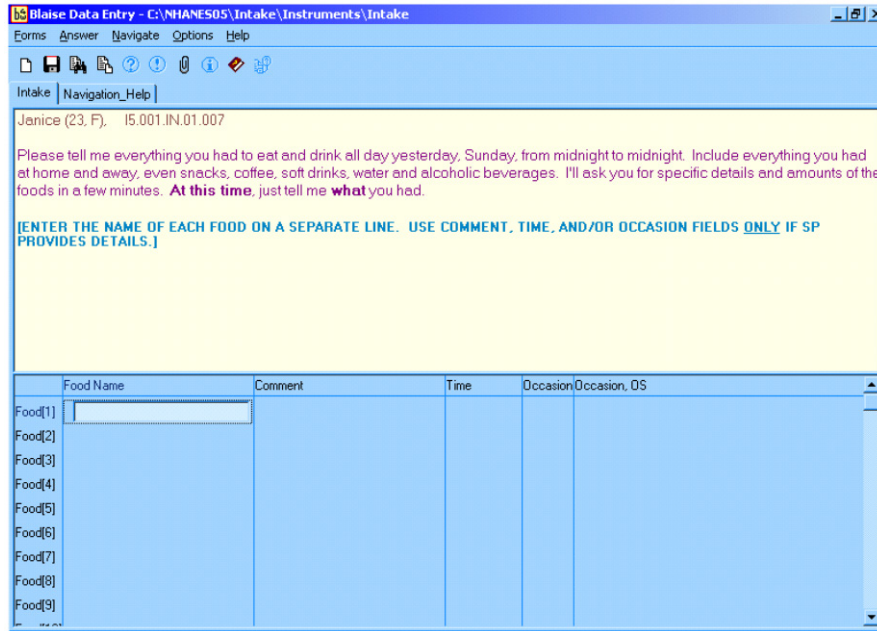 Blaise Data Entry - C:\NHANES05\Intake\Instruments\Intake
Forms Answer Navigate Options Help
Intake Navigation_Help
Janice (23, F), I5.001.IN.01.007
Please tell me everything you had to eat and drink all day yesterday, Sunday, from midnight to midnight. Include everything you had
at home and away, even snacks, coffee, soft drinks, water and alcoholic beverages. I'll ask you for specific details and amounts of the
foods in a few minutes. At this time, just tell me what you had.
[ENTER THE NAME OF EACH FOOD ON A SEPARATE LINE. USE COMMENT, TIME, AND/OR OCCASION FIELDS ONLY IF SP
PROVIDES DETAILS.]
Food Name Comment Time Occasion Occasion, OS
Food[1]
Food[2]
Food[3]
Food[4]
Food[5]
Food[6]
Food[7]
Food[8]
Food[9]